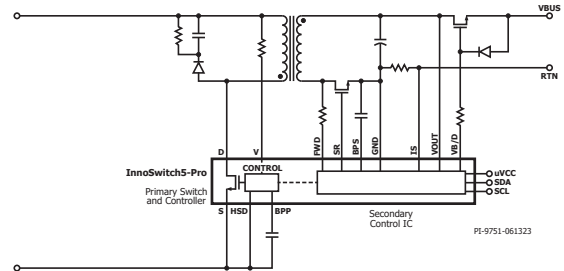 VBUS
RTN
FWD
SR
BPS
GND
IS
VOUT
VB/D
D
V
InnoSwitch5-Pro
CONTROL
Primary Switch
and Controller
uVCC
SDA
SCL
S
HSD
BPP
Secondary
Control IC
PI-9751-061323